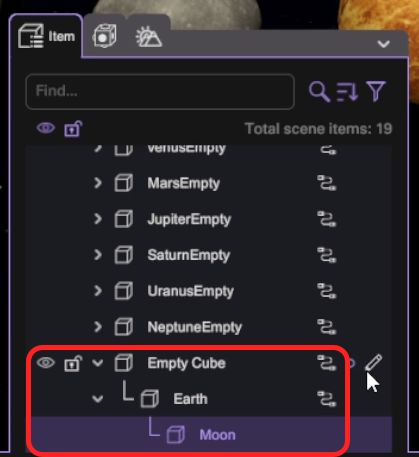 Item
Find...
Total scene items: 19
VenusEmpty
MarsEmpty
JupiterEmpty
SaturnEmpty
UranusEmpty
NeptuneEmpty
Empty Cube
Earth
Moon